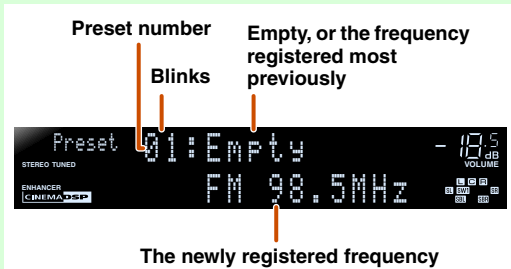 Preset number
Empty, or the frequency
registered most
previously
Blinks
Preset 01:Empty
-18.5
dB
STEREO TUNED
VOLUME
FM 98.5MHz
ENHANCER
CINEMA DSP
L C R
SL SW1 SR
SBL SBR
The newly registered frequency